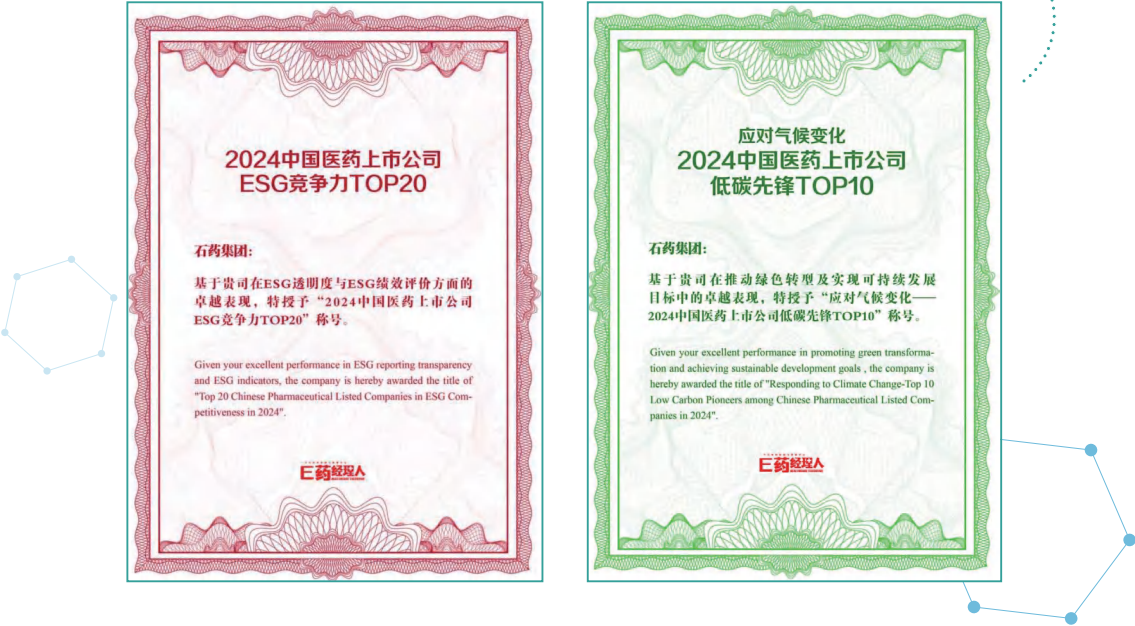 2024中国医药上市公司
ESG竞争力TOP20
石药集团：
基于贵司在ESG透明度与ESG绩效评价方面的
卓越表现，特授予“2024中国医药上市公司
ESG竞争力TOP20”称号。
Given your excellent performance in ESG reporting transparency
and ESG indicators, the company is hereby awarded the title of
"Top 20 Chinese Pharmaceutical Listed Companies in ESG Com-
petitiveness in 2024".
E药经理人
应对气候变化
2024中国医药上市公司
低碳先锋TOP10
石药集团：
基于贵司在推动绿色转型及实现可持续发展
目标中的卓越表现，特授予“应对气候变化——
2024中国医药上市公司低碳先锋TOP10”称号。
Given your excellent performance in promoting green transforma-
tion and achieving sustainable development goals , the company is
hereby awarded the title of "Responding to Climate Change-Top 10
Low Carbon Pioneers among Chinese Pharmaceutical Listed Com-
panies in 2024".
E药经理人